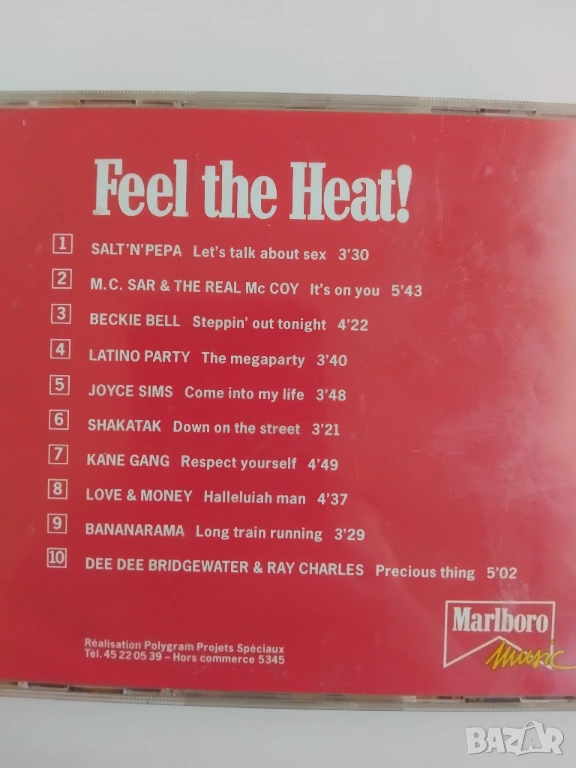 Feel the Heat!
1 SALT'N'PEPA Let's talk about sex 3'30
2 M.C. SAR & THE REAL Mc COY It's on you 5'43
3 BECKIE BELL Steppin' out tonight 4'22
4 LATINO PARTY The megaparty 3'40
5 JOYCE SIMS Come into my life 3'48
6 SHAKATAK Down on the street 3'21
7 KANE GANG Respect yourself 4'49
8 LOVE & MONEY Halleluiah man 4'37
9 BANANARAMA Long train running 3'29
10 DEE DEE BRIDGEWATER & RAY CHARLES Precious thing 5'02
Marlboro
music
Réalisation Polygram Projets Spéciaux
Tél. 45 22 05 39 – Hors commerce 5345
BAZAR